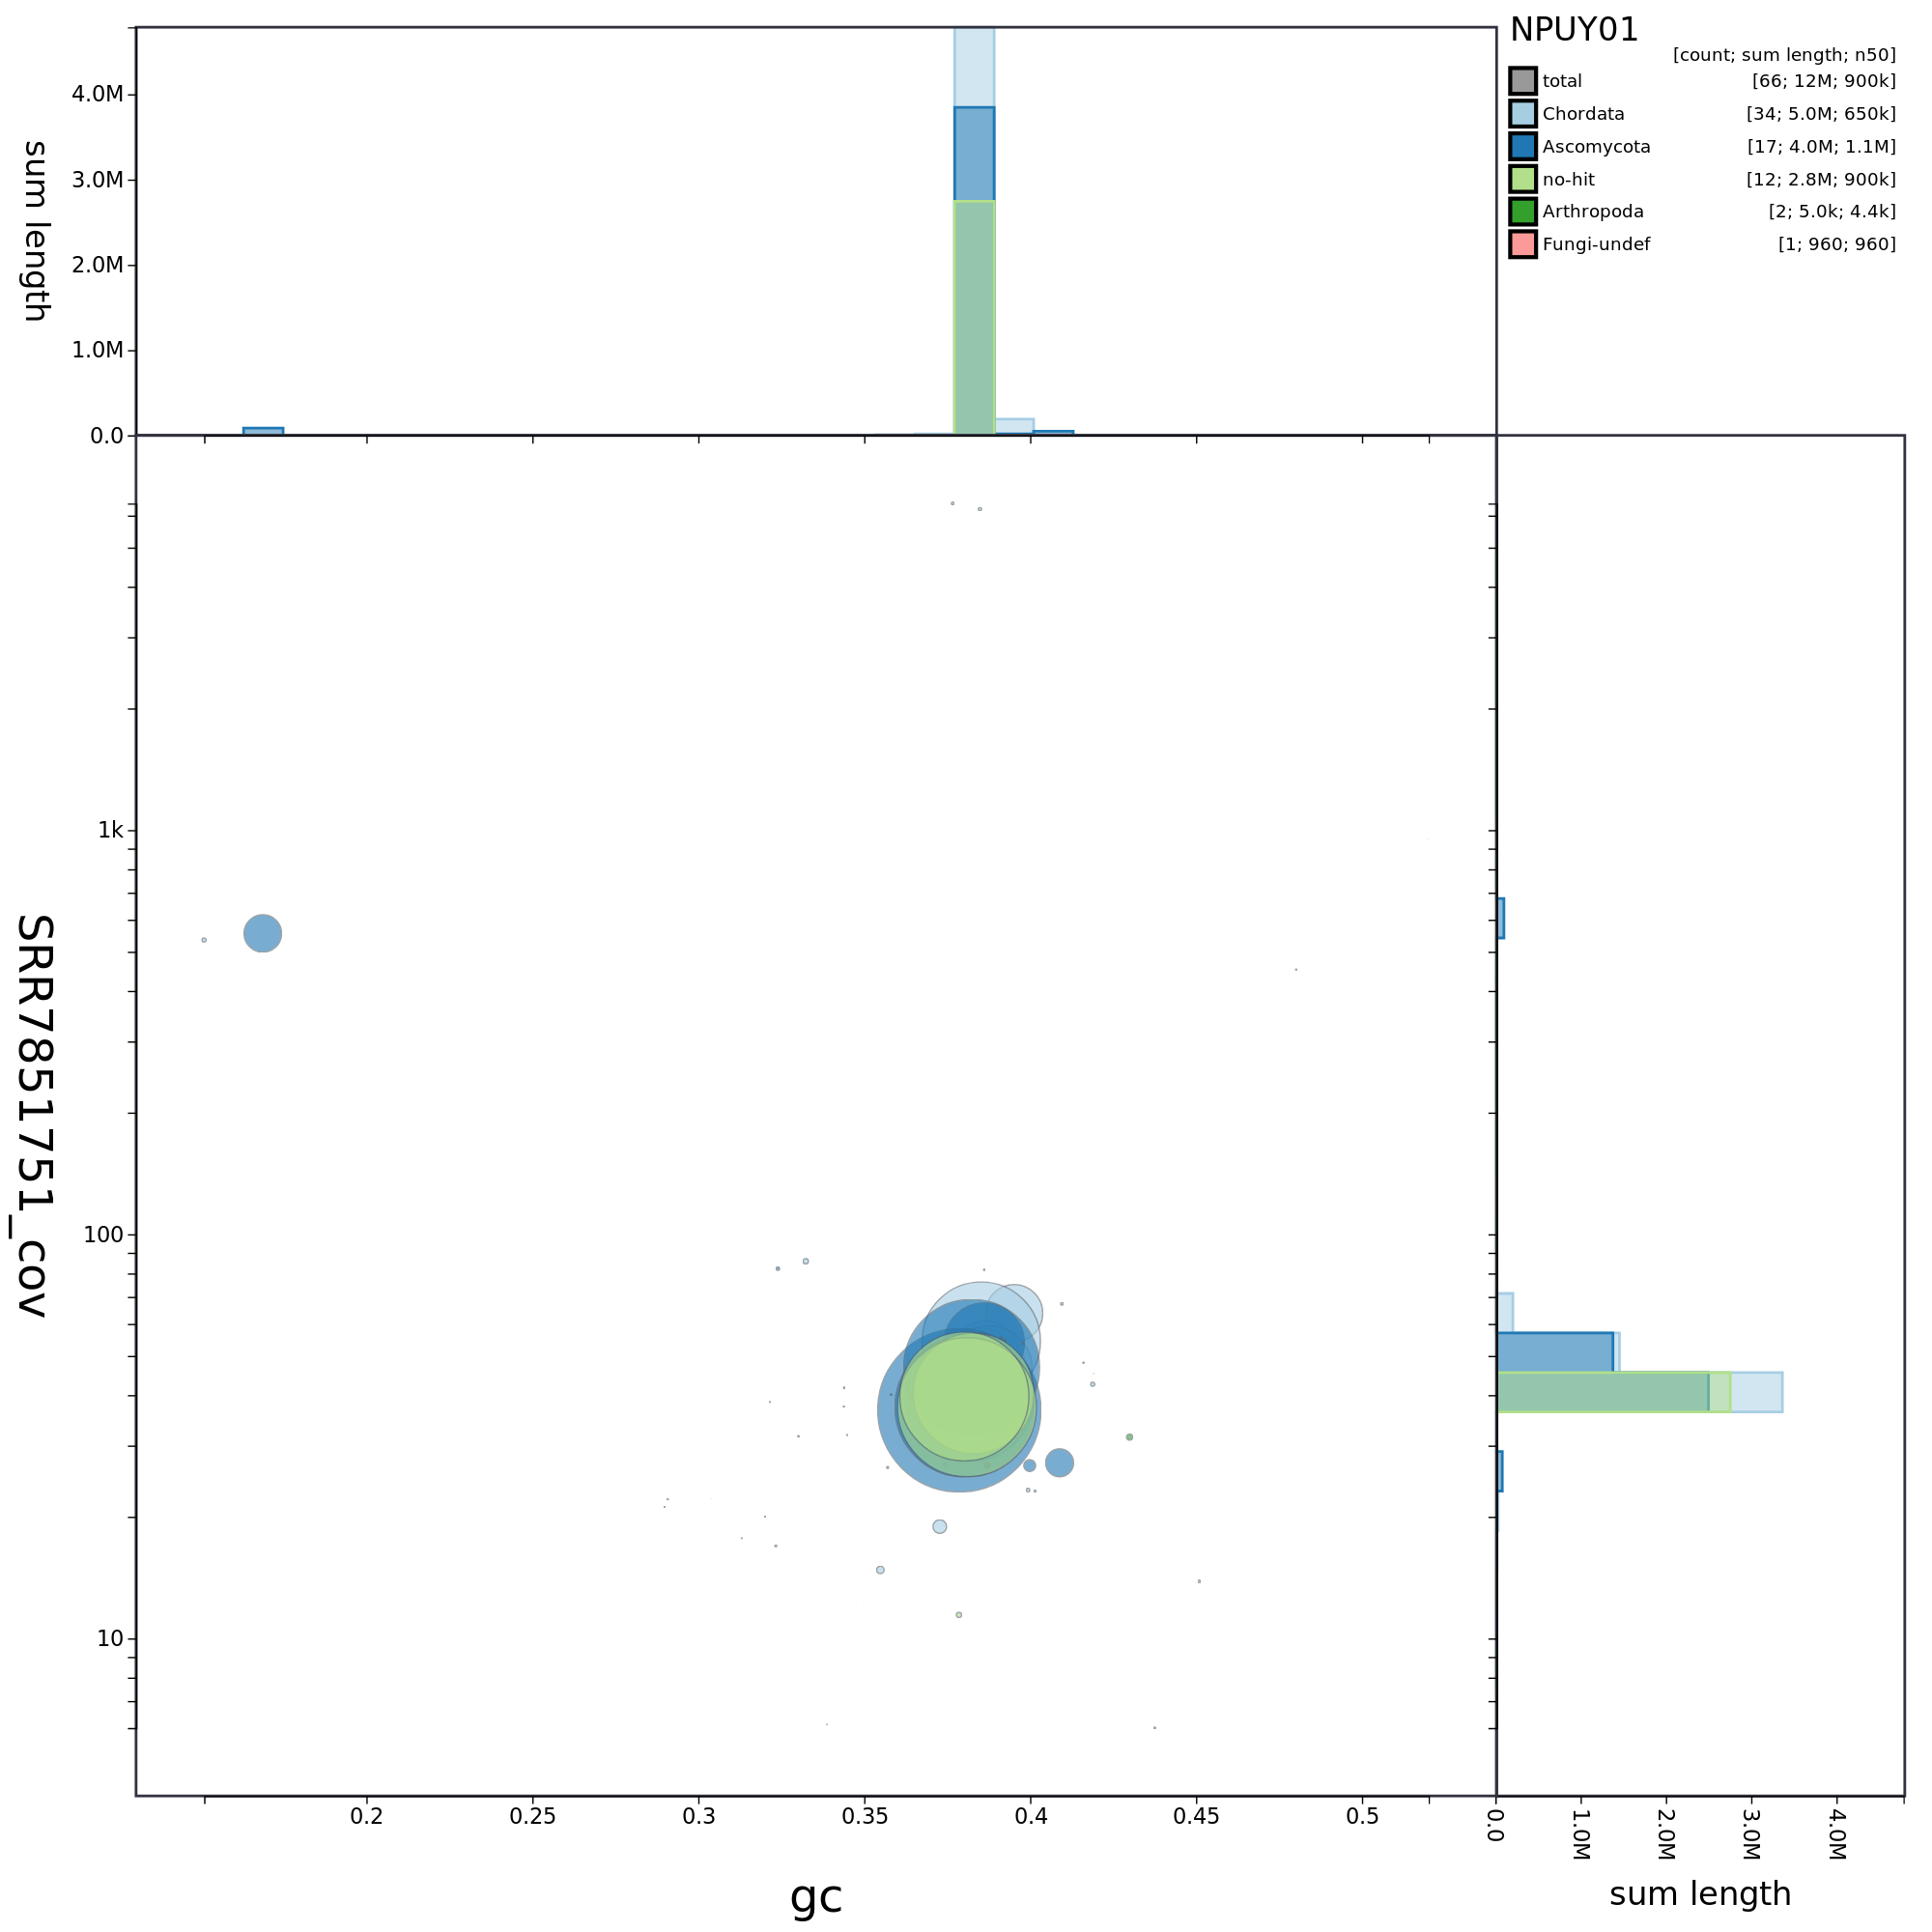 NPUY01
[count; sum length; n50]
total [66; 12M; 900k]
Chordata [34; 5.0M; 650k]
Ascomycota [17; 4.0M; 1.1M]
no-hit [12; 2.8M; 900k]
Arthropoda [2; 5.0k; 4.4k]
Fungi-undef [1; 960; 960]
sum length
4.0M
3.0M
2.0M
1.0M
0.0
SRR7851751_cov
1k
100
10
0.2 0.25 0.3 0.35 0.4 0.45 0.5
gc
0.0 1.0M 2.0M 3.0M 4.0M
sum length